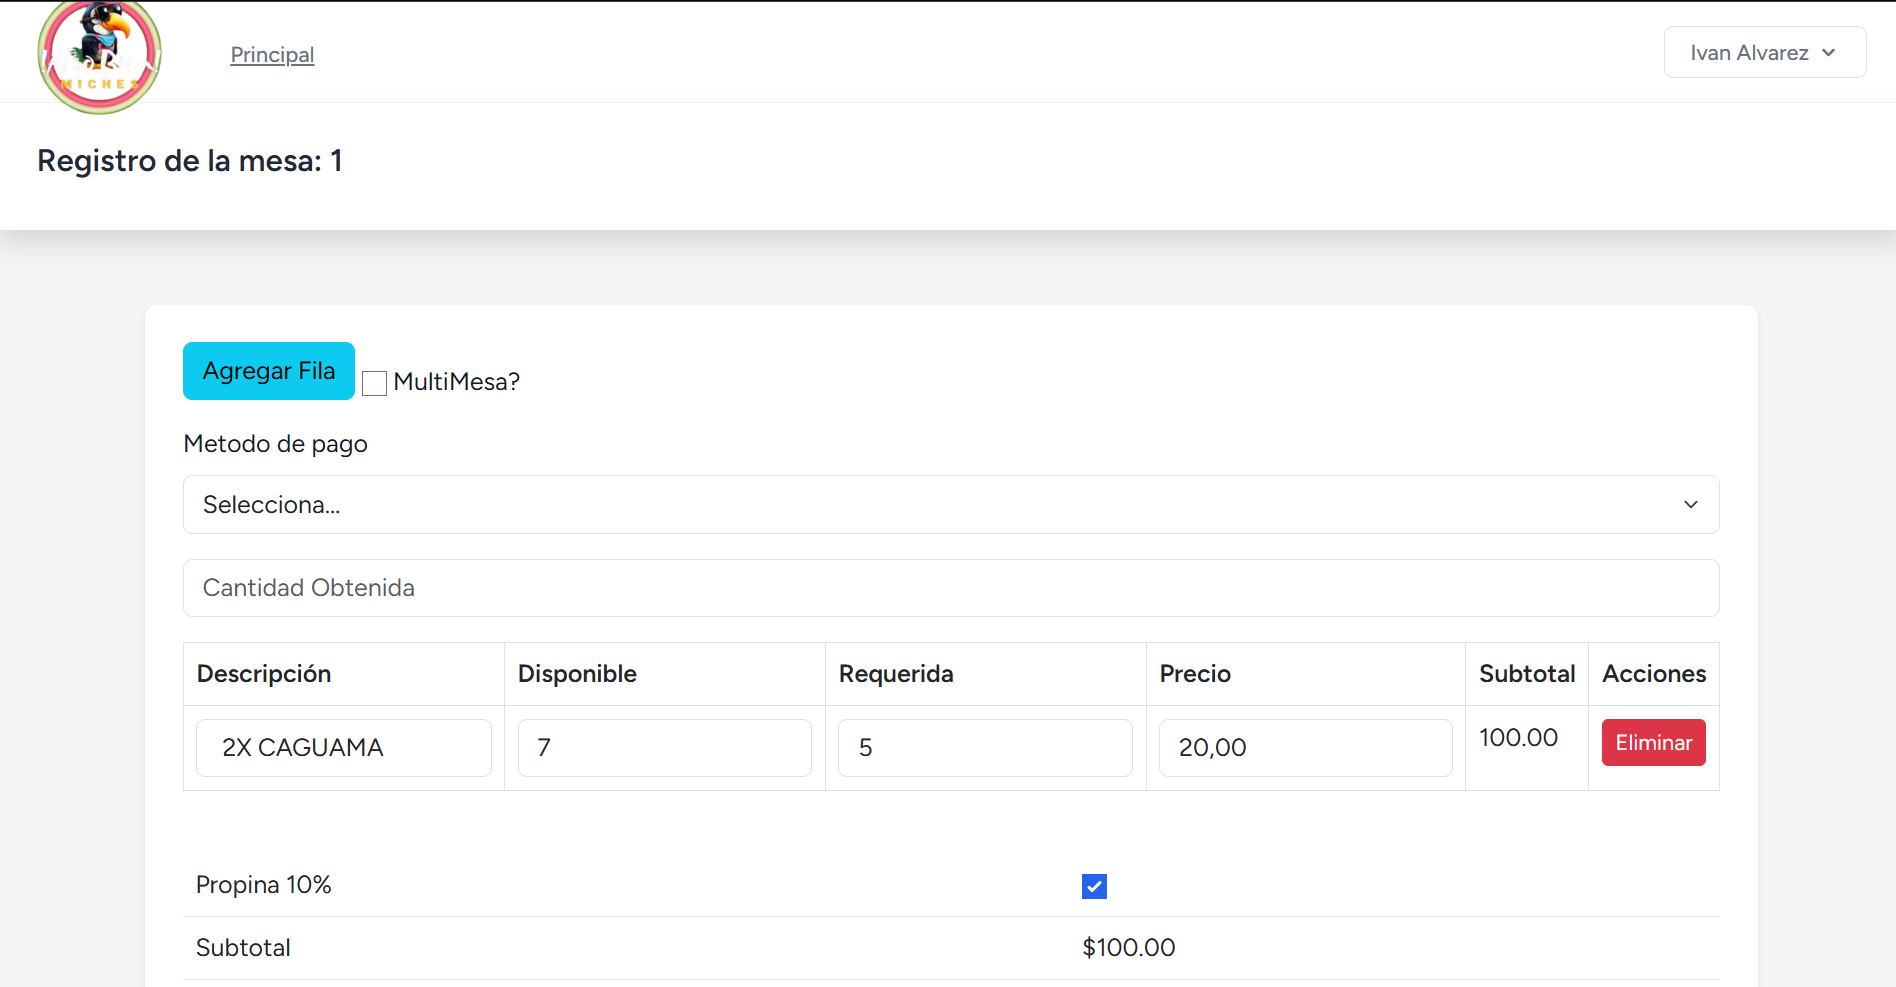 MICHES
Principal
Ivan Alvarez
Registro de la mesa: 1
Agregar Fila
MultiMesa?
Metodo de pago
Selecciona...
Cantidad Obtenida
Descripción Disponible Requerida Precio Subtotal Acciones
2X CAGUAMA 7 5 20,00 100.00 Eliminar
Propina 10%
Subtotal $100.00